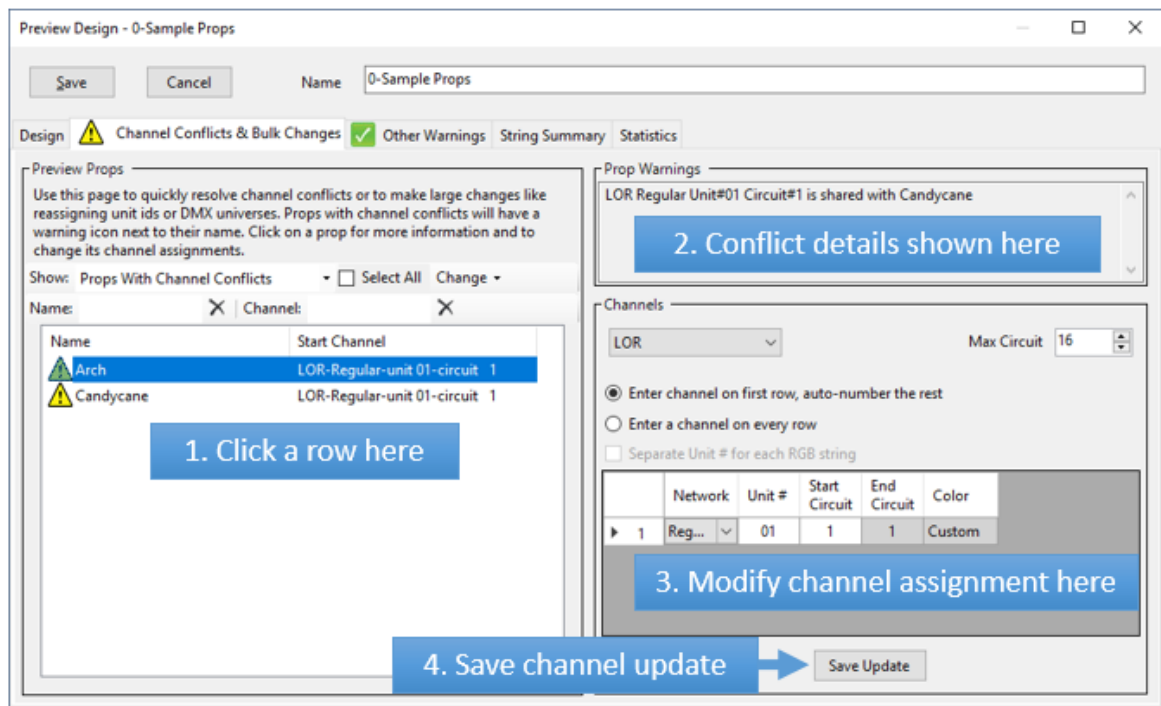 Preview Design - 0-Sample Props
Save
Cancel
Name
0-Sample Props
Design
Channel Conflicts & Bulk Changes
Other Warnings
String Summary
Statistics
Preview Props
Use this page to quickly resolve channel conflicts or to make large changes like
reassigning unit ids or DMX universes. Props with channel conflicts will have a
warning icon next to their name. Click on a prop for more information and to
change its channel assignments.
Show: Props With Channel Conflicts
Select All
Change
Name:
Channel:
Name Start Channel
Arch LOR-Regular-unit 01-circuit 1
Candycane LOR-Regular-unit 01-circuit 1
1. Click a row here
Prop Warnings
LOR Regular Unit#01 Circuit#1 is shared with Candycane
2. Conflict details shown here
Channels
LOR
Max Circuit 16
Enter channel on first row, auto-number the rest
Enter a channel on every row
Separate Unit # for each RGB string
Network Unit # Start Circuit End Circuit Color
1 Reg... 01 1 1 Custom
3. Modify channel assignment here
4. Save channel update
Save Update